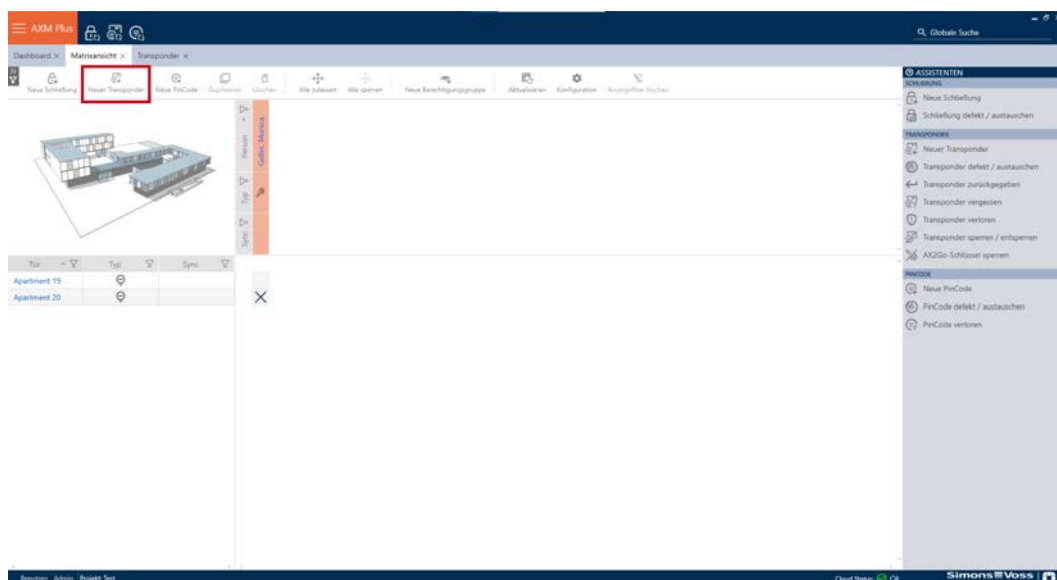 AXM Plus
Globale Suche
Dashboard Matrixansicht Transponder
Neue Schließung Neuer Transponder Neue PinCode Duplizieren Löschen Alle zulassen Alle sperren Neue Berechtigungsgruppe Aktualisieren Konfiguration Anzeigefilter löschen
Person
Geller, Monica
Typ
Sync
Tür Typ Sync
Apartment 19
Apartment 20
ASSISTENTEN
SCHLIEßUNG
Neue Schließung
Schließung defekt / austauschen
TRANSPONDER
Neuer Transponder
Transponder defekt / austauschen
Transponder zurückgegeben
Transponder vergessen
Transponder verloren
Transponder sperren / entsperren
AX2Go-Schlüssel sperren
PINCODE
Neue PinCode
PinCode defekt / austauschen
PinCode verloren
Benutzer: Admin Projekt: Test
Cloud Status: Ok
SimonsVoss